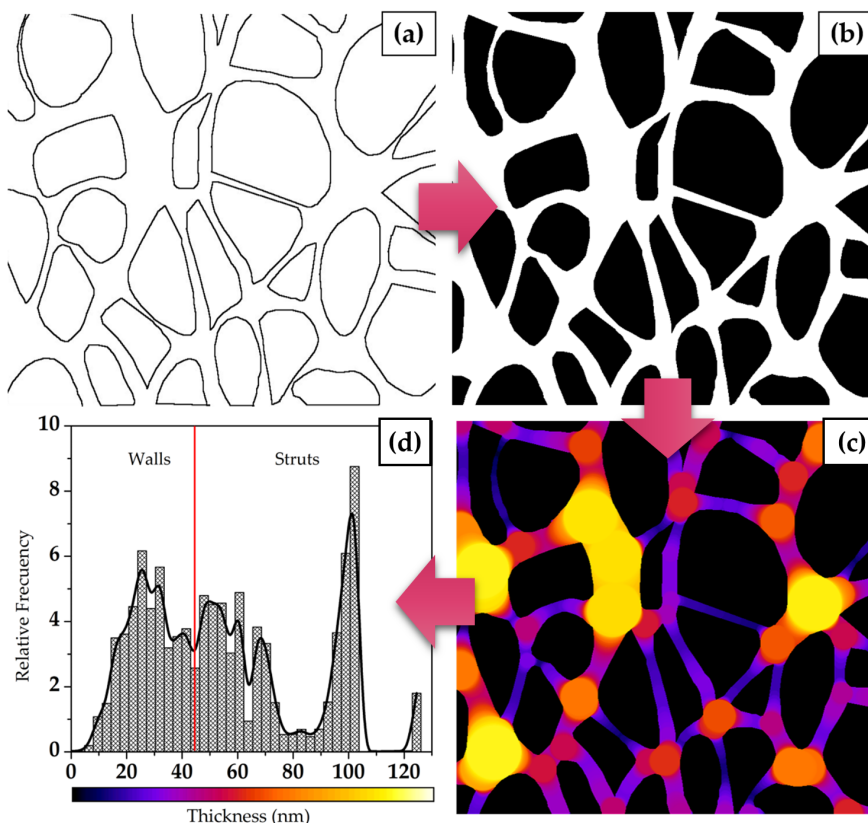 (a)
(b)
(c)
(d)
Walls
Struts
Relative Frecuency
10
8
6
4
2
0
0 20 40 60 80 100 120
Thickness (nm)